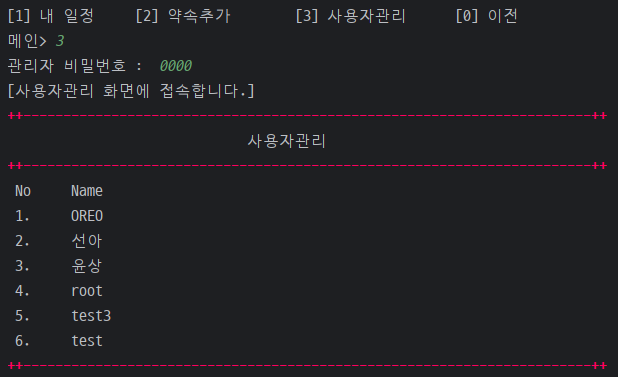 [1] 내 일정 [2] 약속추가 [3] 사용자관리 [0] 이전
메인> 3
관리자 비밀번호 : 0000
[사용자관리 화면에 접속합니다.]
++------------------------------------------------------------------------++
사용자관리
++------------------------------------------------------------------------++
No Name
1. OREO
2. 선아
3. 윤상
4. root
5. test3
6. test
++------------------------------------------------------------------------++